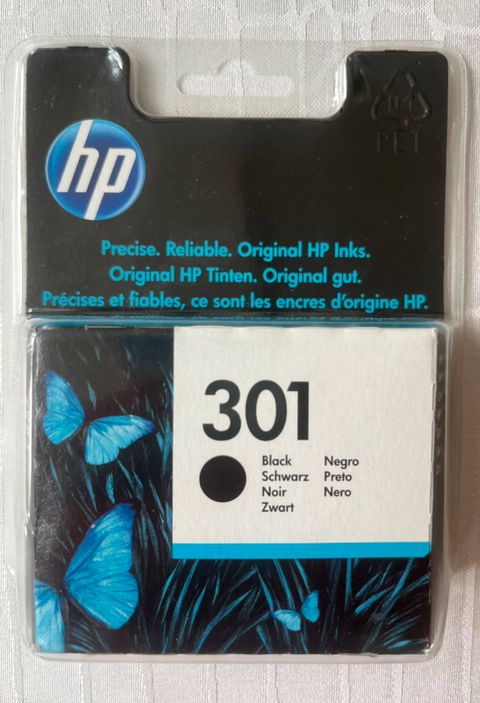 hp
01
PET
Precise. Reliable. Original HP Inks.
Original HP Tinten. Original gut.
Précises et fiables, ce sont les encres d'origine HP.
301
Black Negro
Schwarz Preto
Noir Nero
Zwart